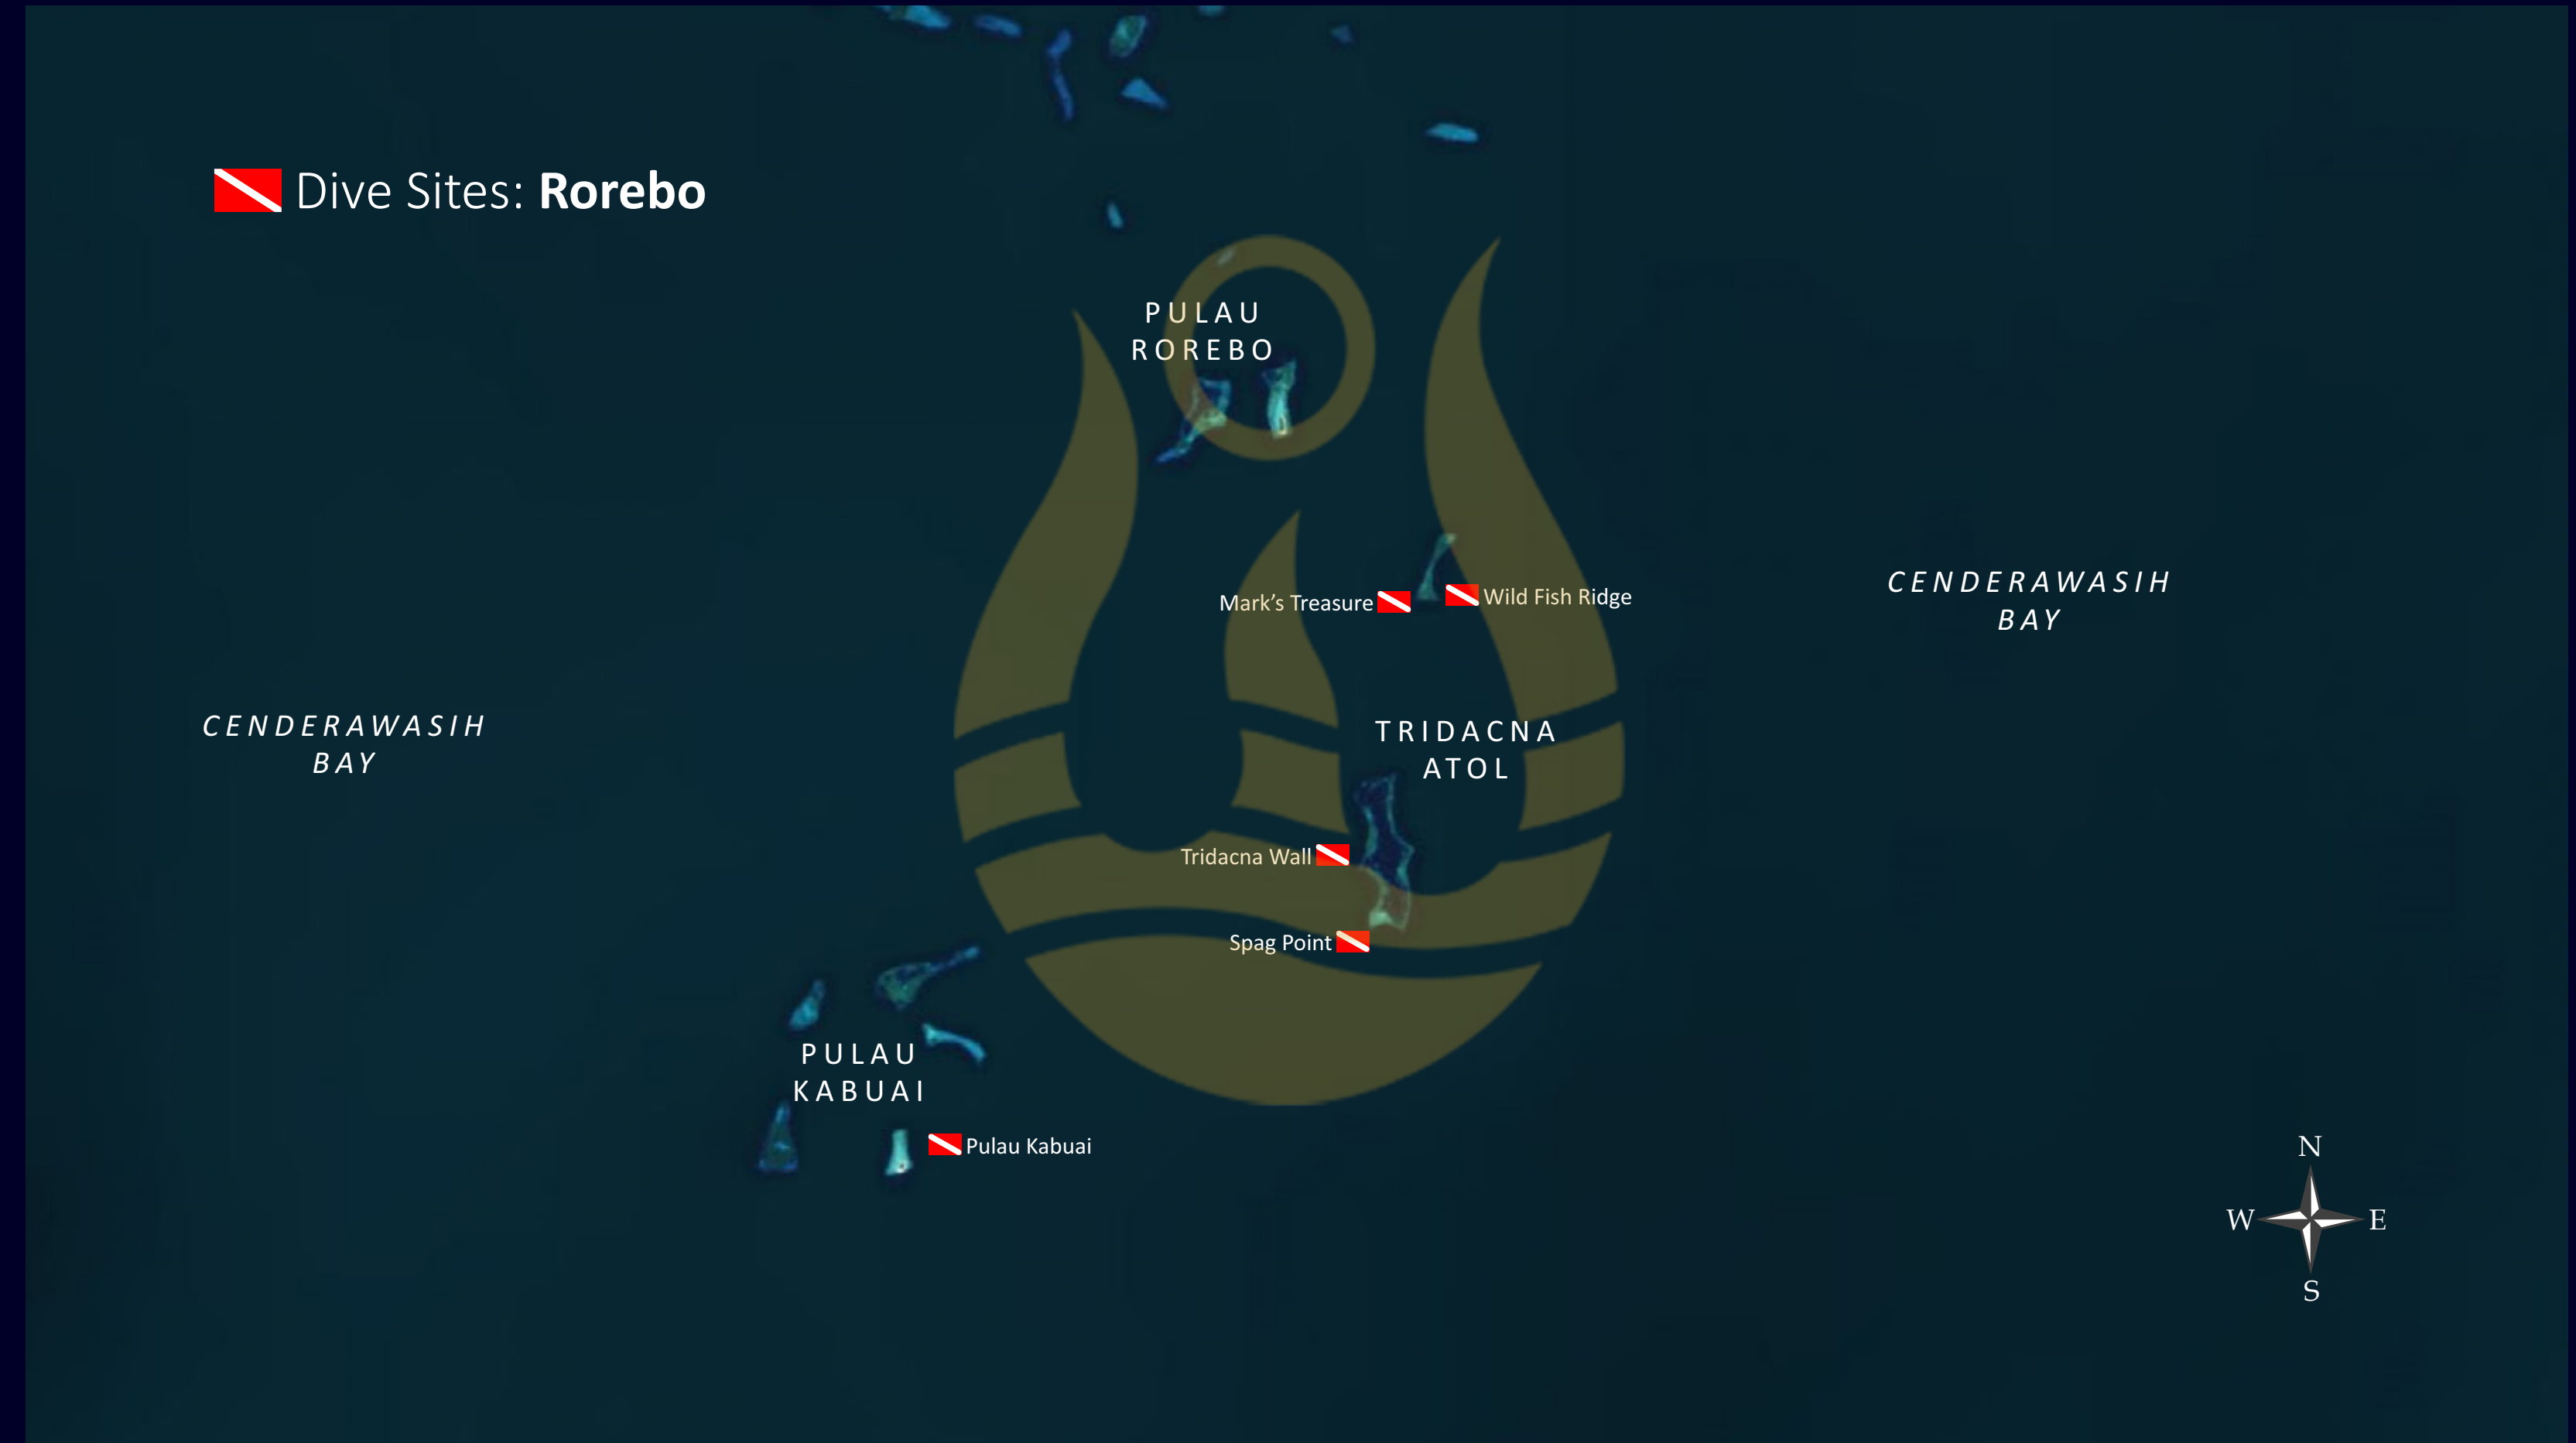 Dive Sites: Rorebo
PULAU
ROREBO
Mark's Treasure
Wild Fish Ridge
CENDERAWASIH
BAY
CENDERAWASIH
BAY
TRIDACNA
ATOL
Tridacna Wall
Spag Point
PULAU
KABUAI
Pulau Kabuai
N
W
E
S